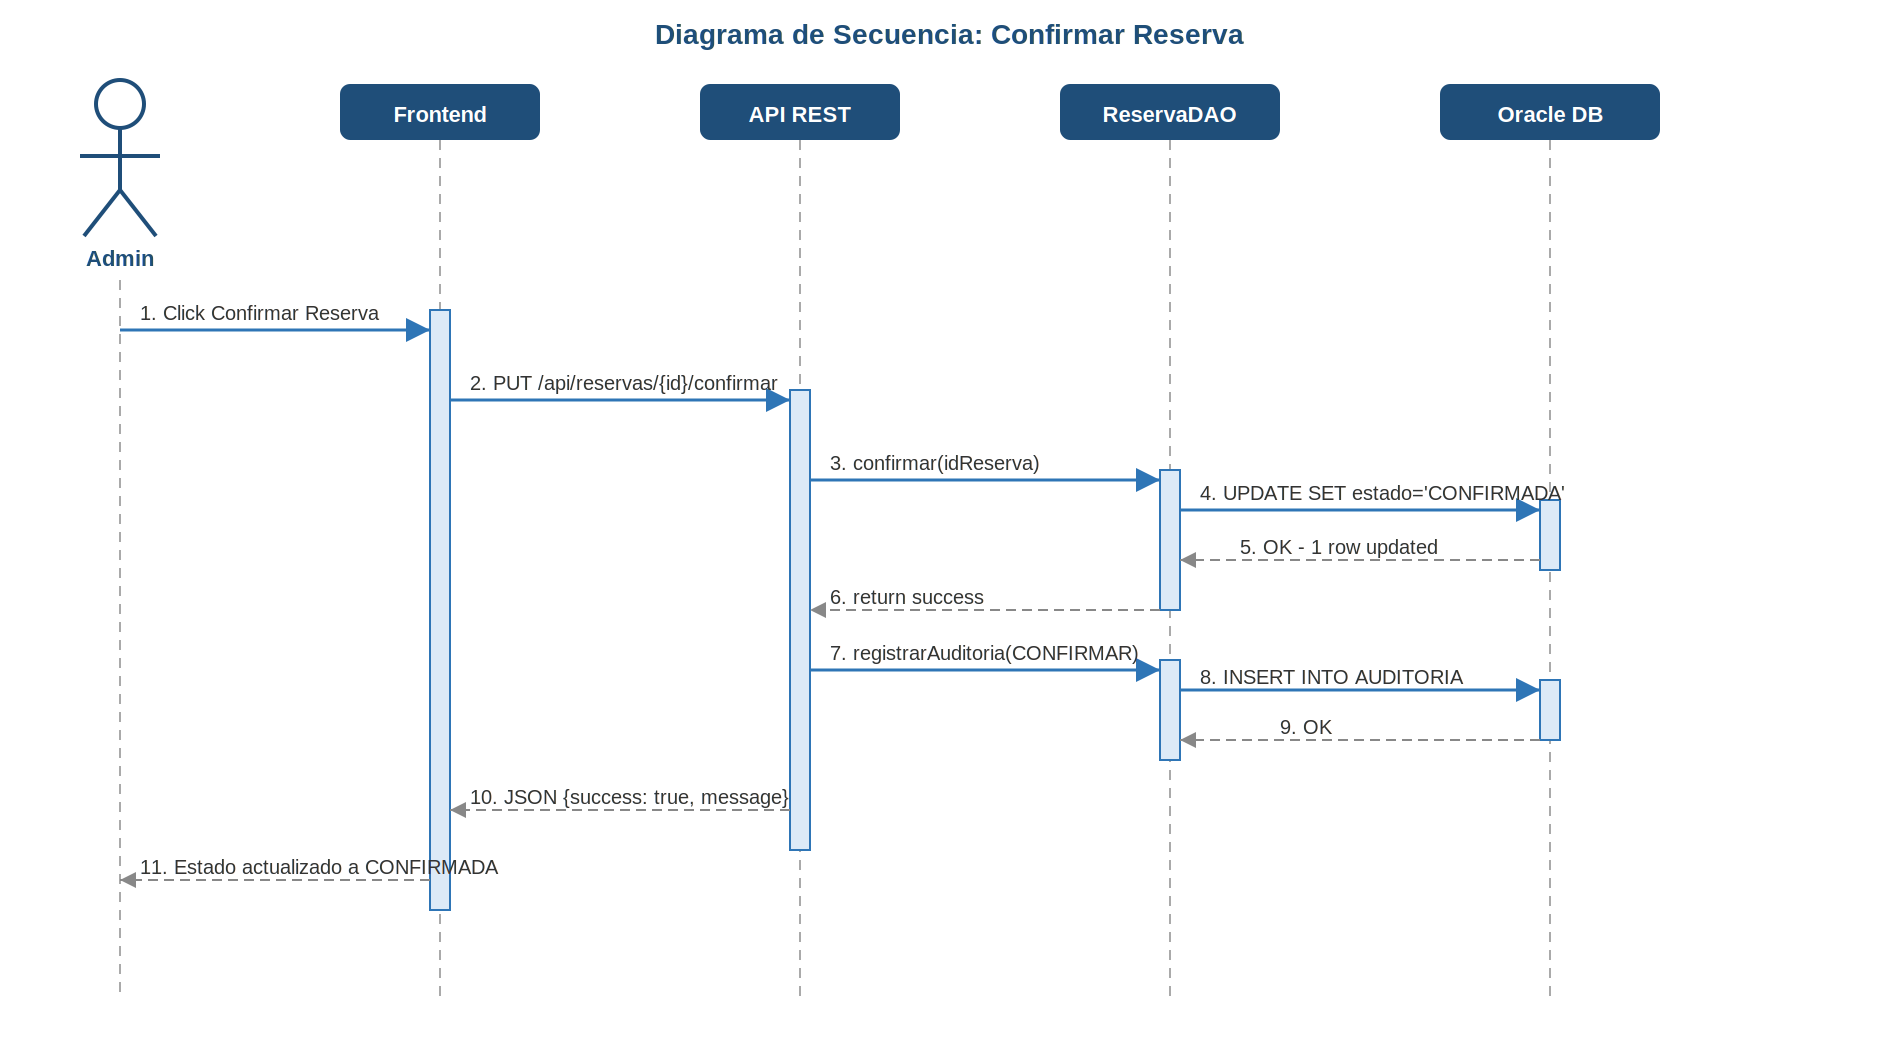 Diagrama de Secuencia: Confirmar Reserva
Frontend
API REST
ReservaDAO
Oracle DB
Admin
1. Click Confirmar Reserva
2. PUT /api/reservas/{id}/confirmar
3. confirmar(idReserva)
4. UPDATE SET estado='CONFIRMADA'
5. OK - 1 row updated
6. return success
7. registrarAuditoria(CONFIRMAR)
8. INSERT INTO AUDITORIA
9. OK
10. JSON {success: true, message}
11. Estado actualizado a CONFIRMADA